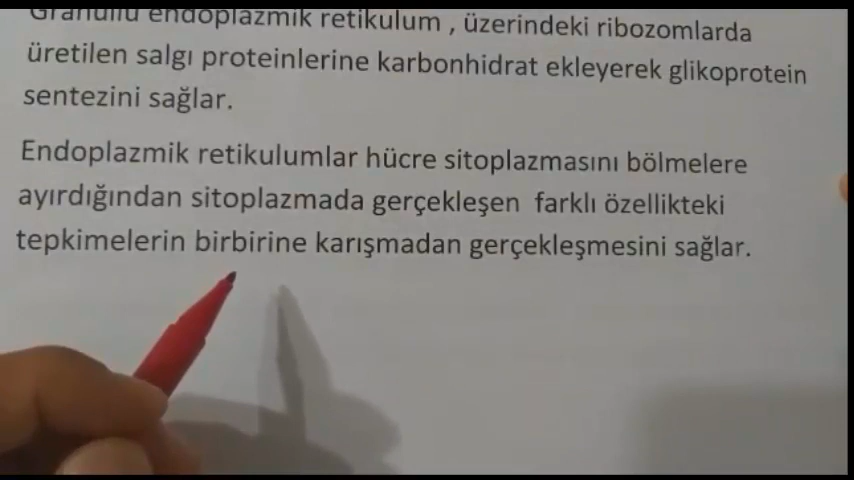 Granüllü endoplazmik retikulum , üzerindeki ribozomlarda
üretilen salgı proteinlerine karbonhidrat ekleyerek glikoprotein
sentezini sağlar.
Endoplazmik retikulumlar hücre sitoplazmasını bölmelere
ayırdığından sitoplazmada gerçekleşen farklı özellikteki
tepkimelerin birbirine karışmadan gerçekleşmesini sağlar.